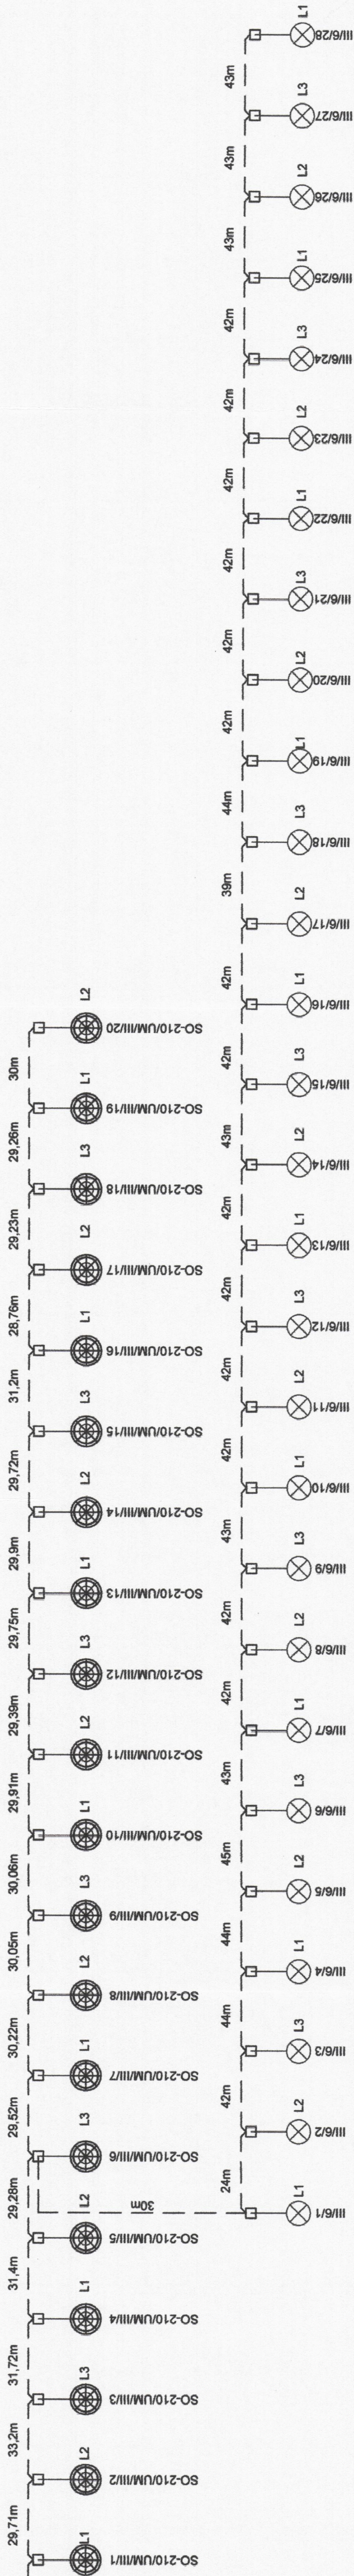 29,71m
33,2m
31,72m
31,4m
29,28m
29,52m
30,22m
30,05m
30,06m
29,91m
29,39m
29,75m
29,9m
29,72m
31,2m
28,76m
29,23m
29,26m
30m
L1
L2
L3
L1
L2
L3
L1
L2
L3
L1
L2
L3
L1
L2
L3
L1
L2
L3
L1
L2
SO-210/UM/III/1
SO-210/UM/III/2
SO-210/UM/III/3
SO-210/UM/III/4
SO-210/UM/III/5
SO-210/UM/III/6
SO-210/UM/III/7
SO-210/UM/III/8
SO-210/UM/III/9
SO-210/UM/III/10
SO-210/UM/III/11
SO-210/UM/III/12
SO-210/UM/III/13
SO-210/UM/III/14
SO-210/UM/III/15
SO-210/UM/III/16
SO-210/UM/III/17
SO-210/UM/III/18
SO-210/UM/III/19
SO-210/UM/III/20
30m
24m
42m
44m
44m
45m
43m
42m
42m
43m
42m
42m
42m
42m
43m
42m
42m
39m
44m
42m
42m
42m
42m
42m
42m
43m
43m
43m
L1
L2
L3
L1
L2
L3
L1
L2
L3
L1
L2
L3
L1
L2
L3
L1
L2
L3
L1
L2
L3
L1
L2
L3
L1
L2
L3
L1
III/6/1
III/6/2
III/6/3
III/6/4
III/6/5
III/6/6
III/6/7
III/6/8
III/6/9
III/6/10
III/6/11
III/6/12
III/6/13
III/6/14
III/6/15
III/6/16
III/6/17
III/6/18
III/6/19
III/6/20
III/6/21
III/6/22
III/6/23
III/6/24
III/6/25
III/6/26
III/6/27
III/6/28